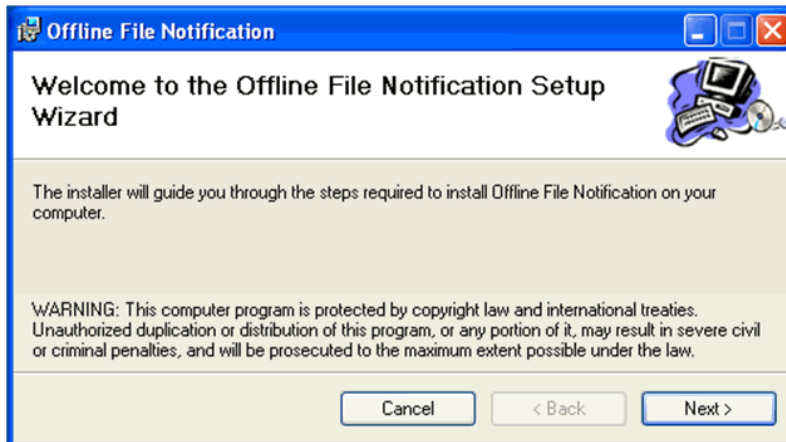 Offline File Notification
Welcome to the Offline File Notification Setup
Wizard
The installer will guide you through the steps required to install Offline File Notification on your
computer.
WARNING: This computer program is protected by copyright law and international treaties.
Unauthorized duplication or distribution of this program, or any portion of it, may result in severe civil
or criminal penalties, and will be prosecuted to the maximum extent possible under the law.
Cancel
< Back
Next >